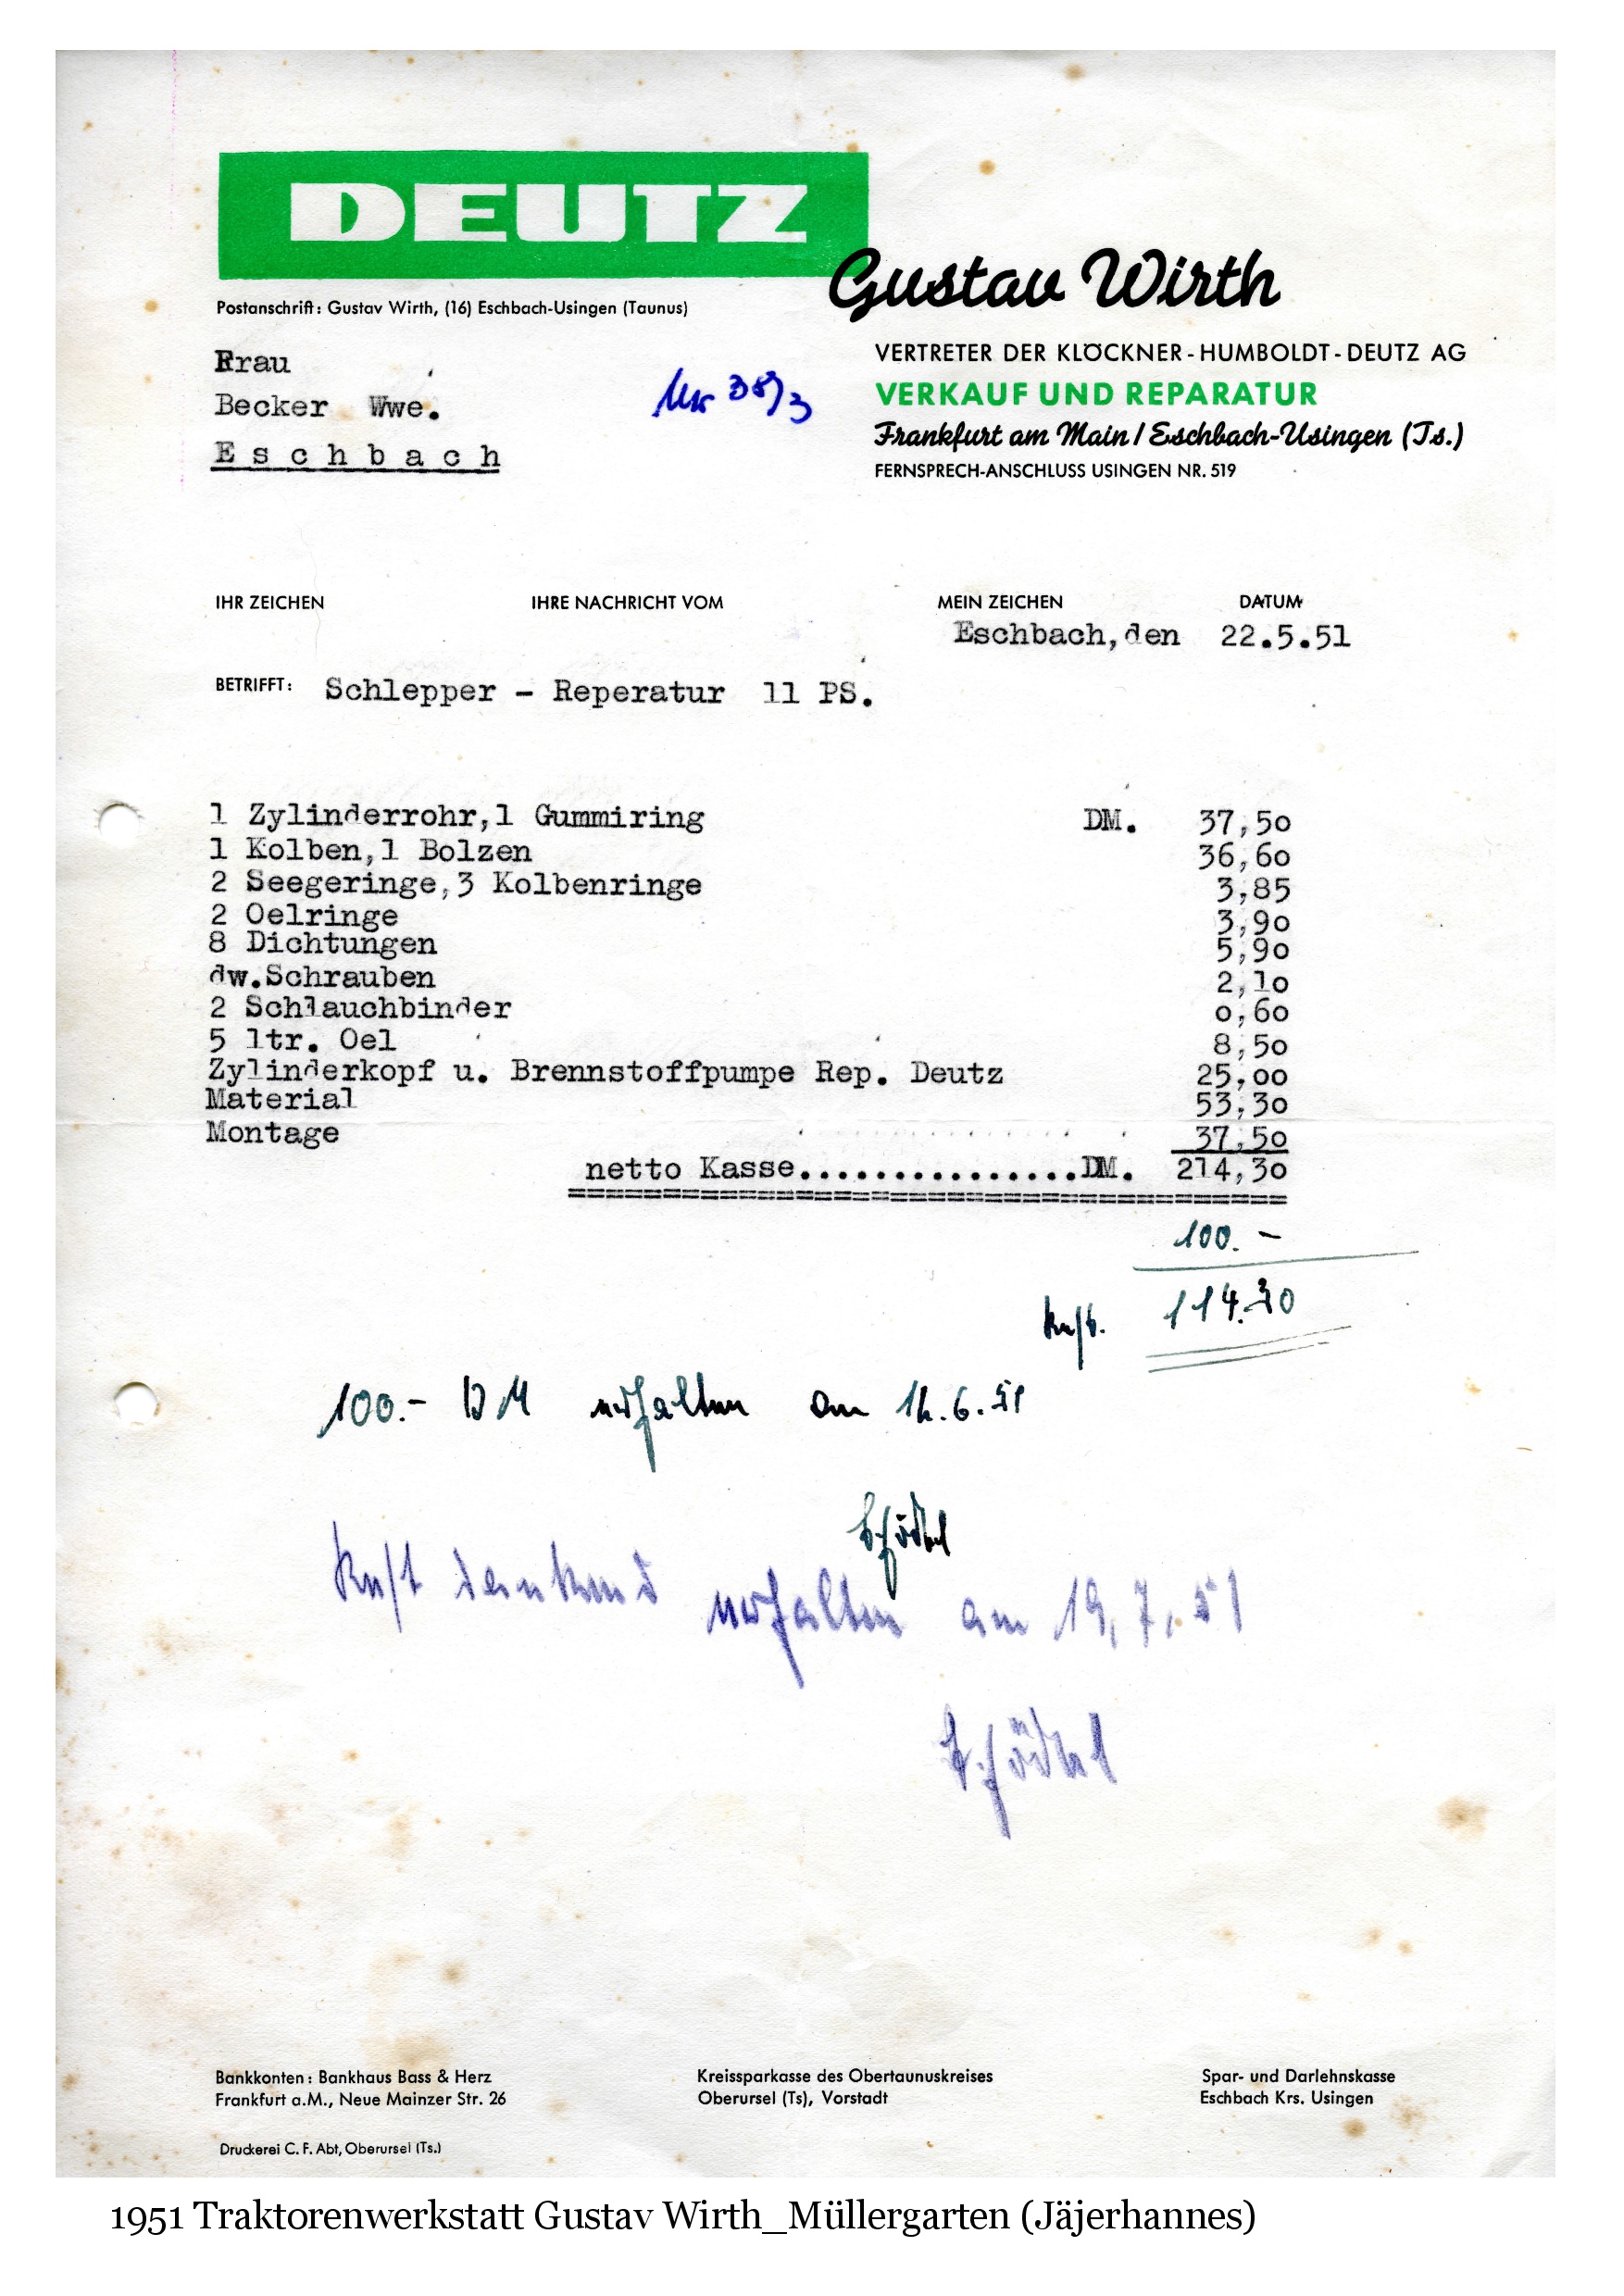 DEUTZ
Gustav Wirth
Postanschrift: Gustav Wirth, (16) Eschbach-Usingen (Taunus)
VERTRETER DER KLÖCKNER-HUMBOLDT-DEUTZ AG
VERKAUF UND REPARATUR
Frankfurt am Main / Eschbach-Usingen (Ts.)
FERNSPRECH-ANSCHLUSS USINGEN NR. 519
Frau
Becker Wwe.
Eschbach
IHR ZEICHEN IHRE NACHRICHT VOM MEIN ZEICHEN DATUM
Eschbach,den 22.5.51
BETRIFFT: Schlepper - Reperatur 11 PS.
1 Zylinderrohr,1 Gummiring DM. 37,50
1 Kolben,1 Bolzen 36,60
2 Seegeringe,3 Kolbenringe 3,85
2 Oelringe 3,90
8 Dichtungen 5,90
dw.Schrauben 2,10
2 Schlauchbinder 0,60
5 ltr. Oel 8,50
Zylinderkopf u. Brennstoffpumpe Rep. Deutz 25,00
Material 53,30
Montage 37,50
netto Kasse...............DM. 214,30
100.-
Rest. 114.30
100.- DM erhalten am 12.6.51
Rest dankend erhalten am 19.7.51
Bankkonten: Bankhaus Bass & Herz
Frankfurt a.M., Neue Mainzer Str. 26
Kreissparkasse des Obertaunuskreises
Oberursel (Ts), Vorstadt
Spar- und Darlehnskasse
Eschbach Krs. Usingen
Druckerei C. F. Abt, Oberursel (Ts.)
1951 Traktorenwerkstatt Gustav Wirth_Müllergarten (Jäjerhannes)